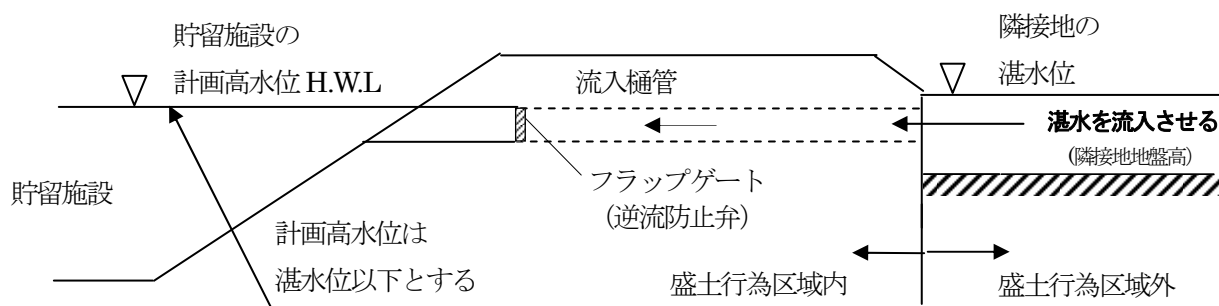 貯留施設の
計画高水位 H.W.L
流入樋管
隣接地の
湛水位
湛水を流入させる
(隣接地地盤高)
貯留施設
フラップゲート
(逆流防止弁)
計画高水位は
湛水位以下とする
盛土行為区域内
盛土行為区域外